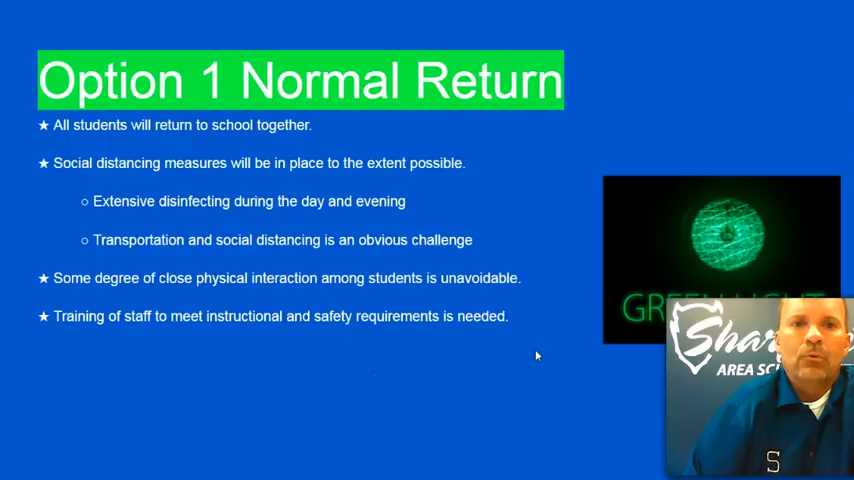 Option 1 Normal Return
★ All students will return to school together.
★ Social distancing measures will be in place to the extent possible.
○ Extensive disinfecting during the day and evening
○ Transportation and social distancing is an obvious challenge
★ Some degree of close physical interaction among students is unavoidable.
★ Training of staff to meet instructional and safety requirements is needed.
S